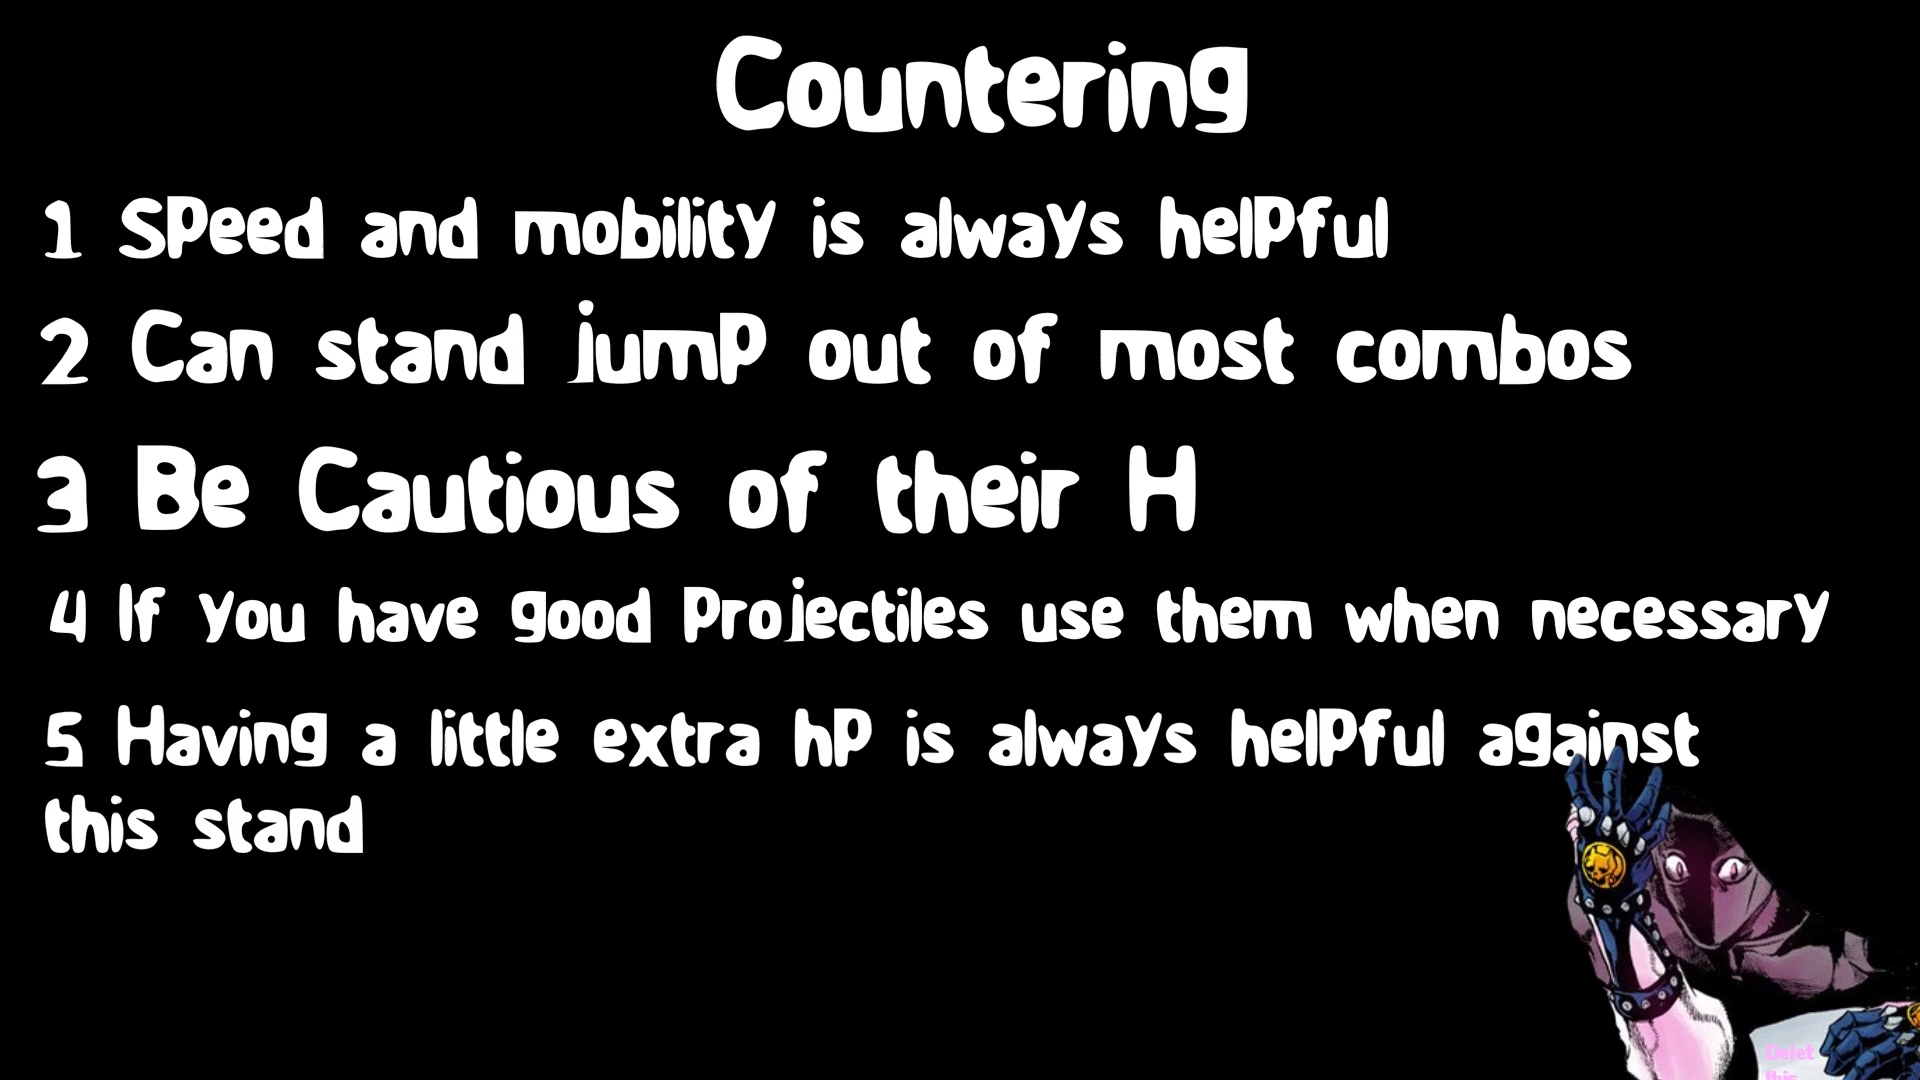 Countering
1 Speed and mobility is always helpful
2 Can stand jump out of most combos
3 Be Cautious of their H
4 If you have good projectiles use them when necessary
5 Having a little extra hp is always helpful against
this stand
Delet
this